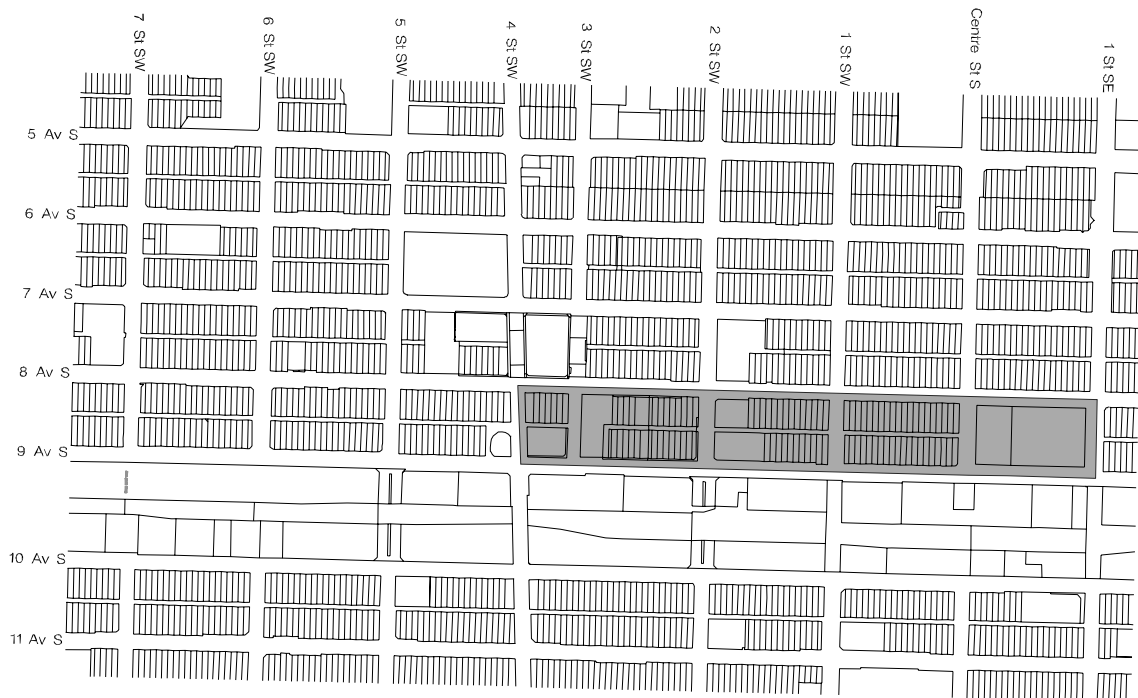 7 St SW
6 St SW
5 St SW
4 St SW
3 St SW
2 St SW
1 St SW
Centre St S
1 St SE
5 Av S
6 Av S
7 Av S
8 Av S
9 Av S
10 Av S
11 Av S